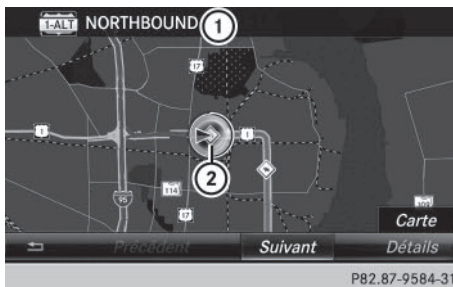 1-ALT NORTHBOUND 1
17
1
1
2
114
95
17
Carte
Précédent Suivant Détails
P82.87-9584-31